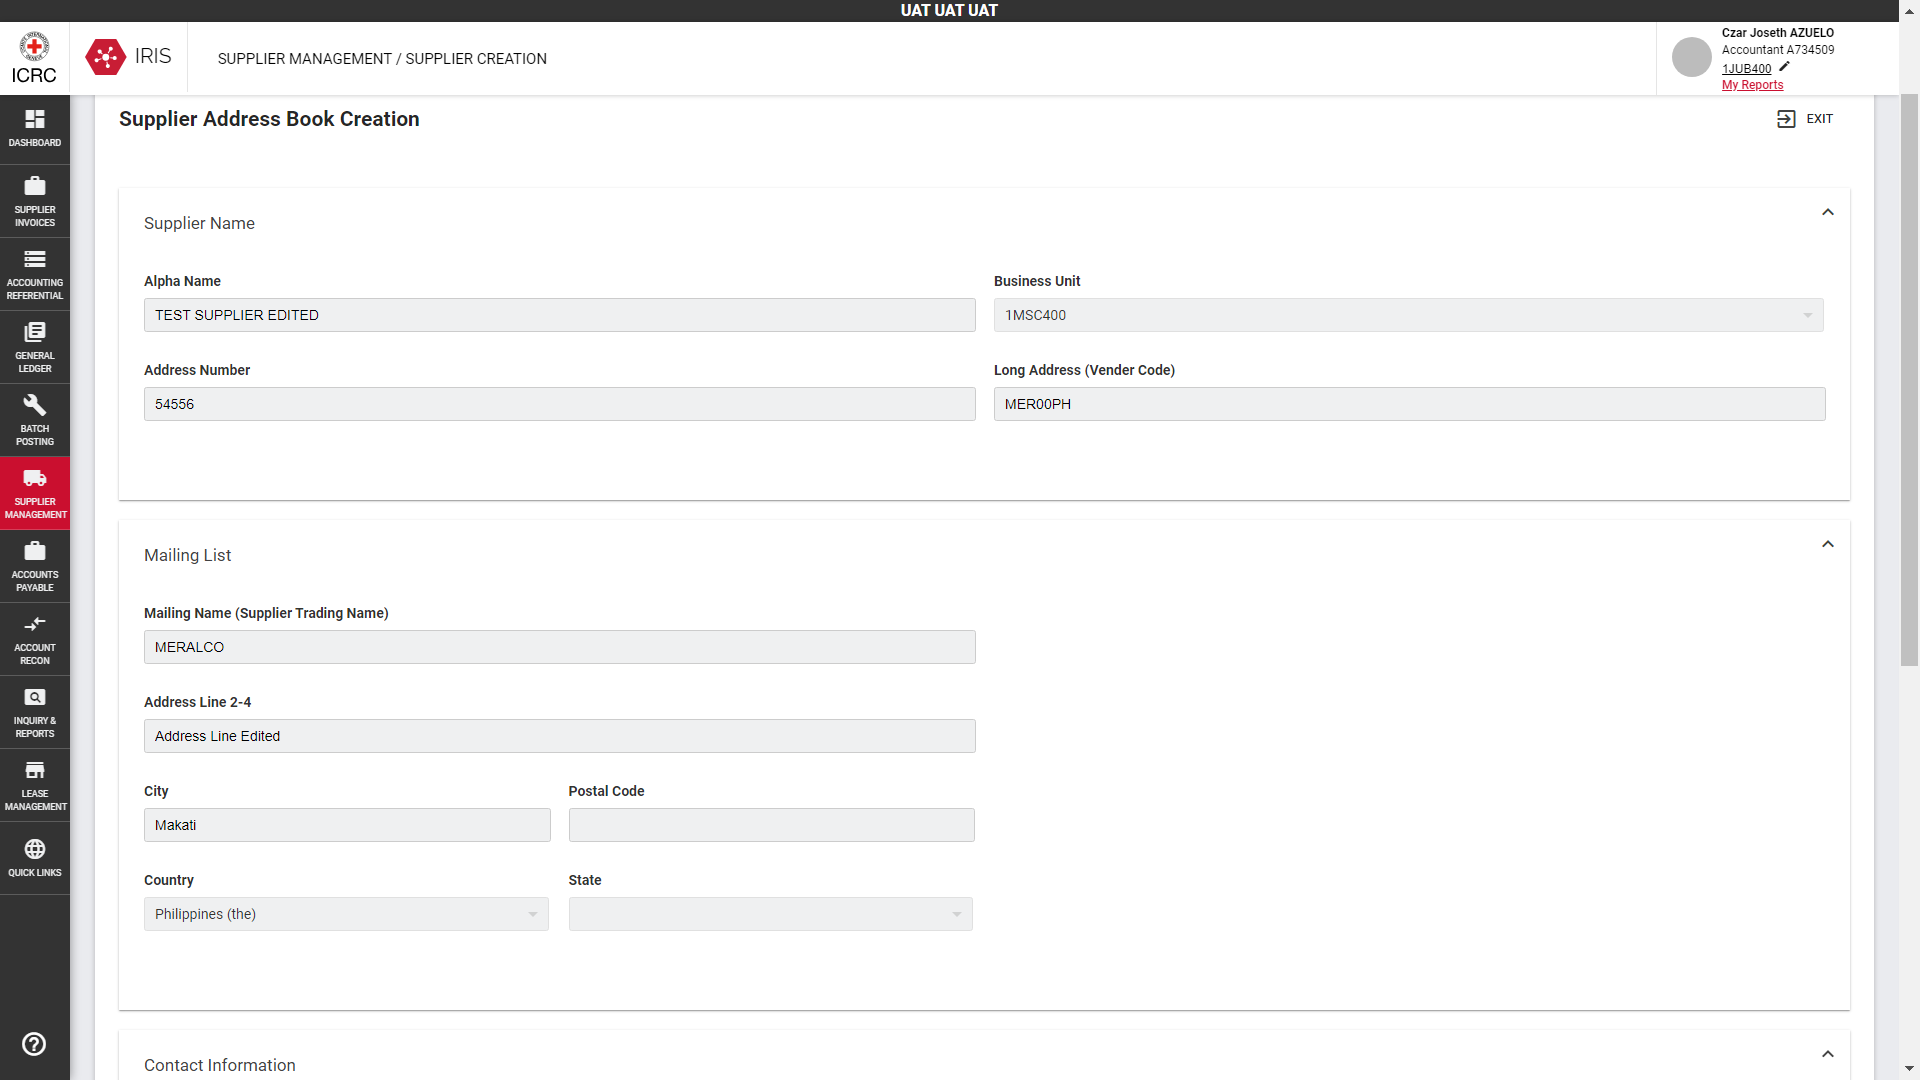 UAT UAT UAT
ICRC
IRIS
SUPPLIER MANAGEMENT / SUPPLIER CREATION
Czar Joseth AZUELO
Accountant A734509
1JUB400
My Reports
DASHBOARD
SUPPLIER
INVOICES
ACCOUNTING
REFERENTIAL
GENERAL
LEDGER
BATCH
POSTING
SUPPLIER
MANAGEMENT
ACCOUNTS
PAYABLE
ACCOUNT
RECON
INQUIRY &
REPORTS
LEASE
MANAGEMENT
QUICK LINKS
Supplier Address Book Creation
EXIT
Supplier Name
Alpha Name
Business Unit
TEST SUPPLIER EDITED
1MSC400
Address Number
Long Address (Vender Code)
54556
MER00PH
Mailing List
Mailing Name (Supplier Trading Name)
MERALCO
Address Line 2-4
Address Line Edited
City
Postal Code
Makati
Country
State
Philippines (the)
Contact Information